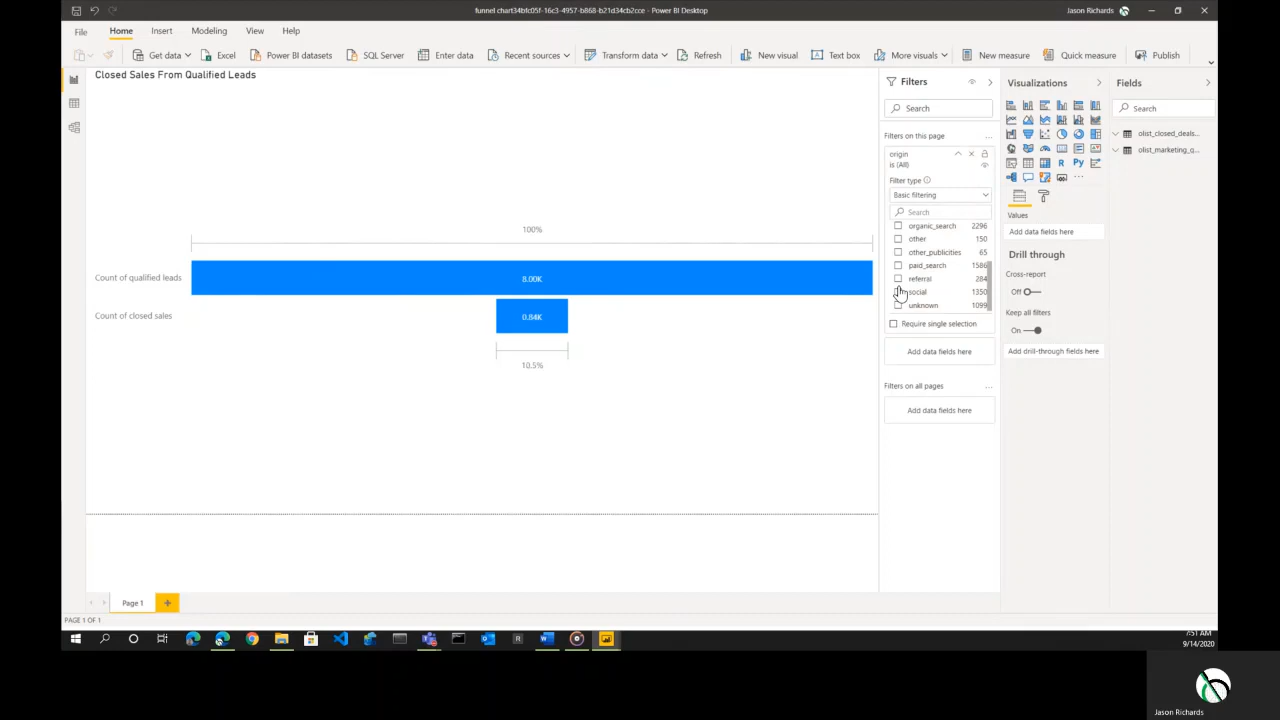 funnel chart34bfc05f-16c3-4957-b868-b21d34cb2cce - Power BI Desktop
Jason Richards
File Home Insert Modeling View Help
Get data Excel Power BI datasets SQL Server Enter data Recent sources Transform data Refresh New visual Text box More visuals New measure Quick measure Publish
Closed Sales From Qualified Leads
100%
Count of qualified leads
8.00K
Count of closed sales
0.84K
10.5%
Filters
Search
Filters on this page
origin
is (All)
Filter type
Basic filtering
Search
organic_search 2296
other 150
other_publicities 65
paid_search 1586
referral 284
social 1350
unknown 1099
Require single selection
Add data fields here
Filters on all pages
Add data fields here
Visualizations
R Py
Values
Add data fields here
Drill through
Cross-report
Off
Keep all filters
On
Add drill-through fields here
Fields
Search
olist_closed_deals...
olist_marketing_q...
Page 1
PAGE 1 OF 1
7:51 AM
9/14/2020
Jason Richards